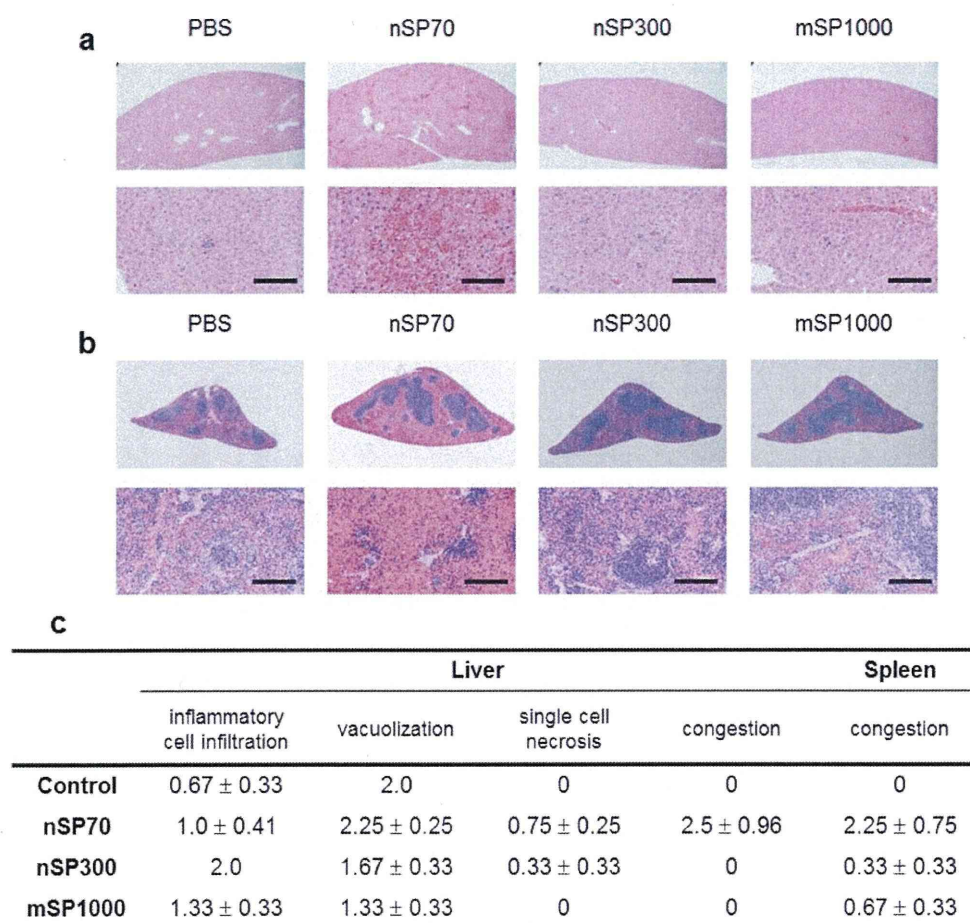 a
PBS nSP70 nSP300 mSP1000
b
PBS nSP70 nSP300 mSP1000
c
Liver Spleen
inflammatory cell infiltration vacuolization single cell necrosis congestion congestion
Control 0.67 ± 0.33 2.0 0 0 0
nSP70 1.0 ± 0.41 2.25 ± 0.25 0.75 ± 0.25 2.5 ± 0.96 2.25 ± 0.75
nSP300 2.0 1.67 ± 0.33 0.33 ± 0.33 0 0.33 ± 0.33
mSP1000 1.33 ± 0.33 1.33 ± 0.33 0 0 0.67 ± 0.33